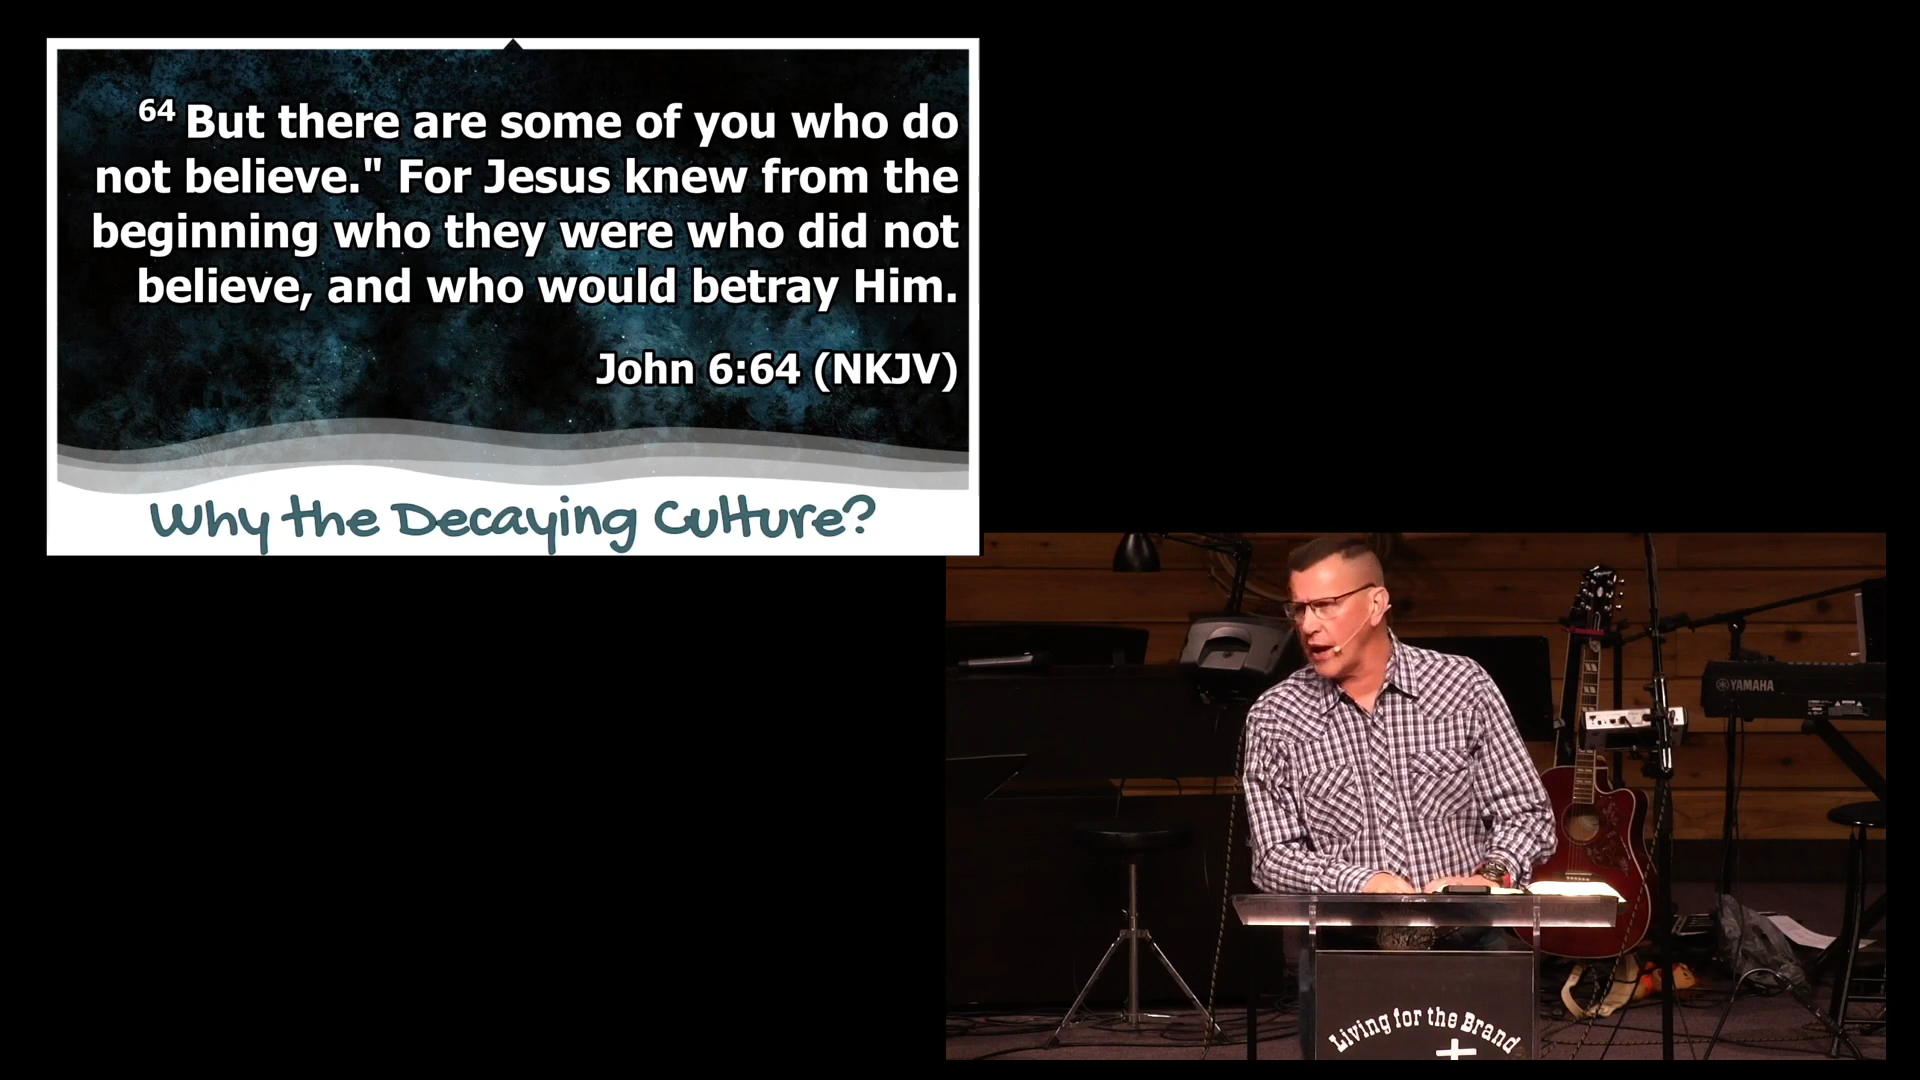 64 But there are some of you who do
not believe." For Jesus knew from the
beginning who they were who did not
believe, and who would betray Him.
John 6:64 (NKJV)
Why the Decaying Culture?
YAMAHA
Living for the Brand